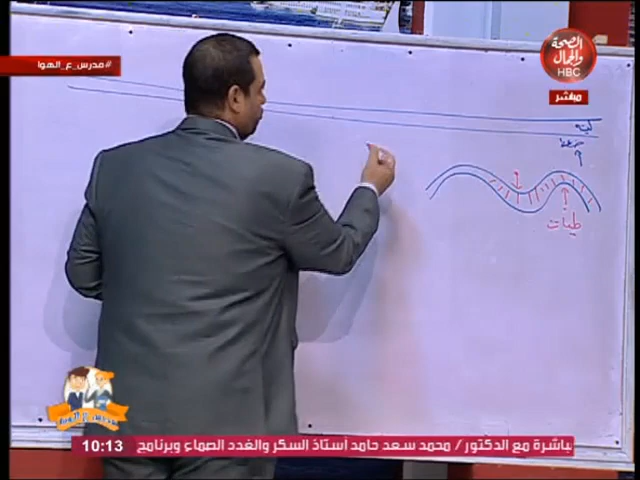 #مدرس_ع_الهوا
الصحة
والجمال
HBC
مباشر
طيات
10:13
باشرة مع الدكتور / محمد سعد حامد أستاذ السكر والغدد الصماء وبرنامج